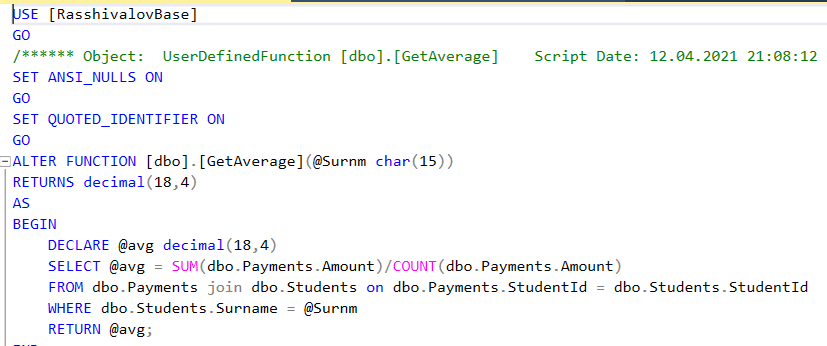 USE [RasshivalovBase]
GO
/****** Object:  UserDefinedFunction [dbo].[GetAverage]    Script Date: 12.04.2021 21:08:12
SET ANSI_NULLS ON
GO
SET QUOTED_IDENTIFIER ON
GO
ALTER FUNCTION [dbo].[GetAverage](@Surnm char(15))
RETURNS decimal(18,4)
AS
BEGIN
    DECLARE @avg decimal(18,4)
    SELECT @avg = SUM(dbo.Payments.Amount)/COUNT(dbo.Payments.Amount)
    FROM dbo.Payments join dbo.Students on dbo.Payments.StudentId = dbo.Students.StudentId
    WHERE dbo.Students.Surname = @Surnm
    RETURN @avg;